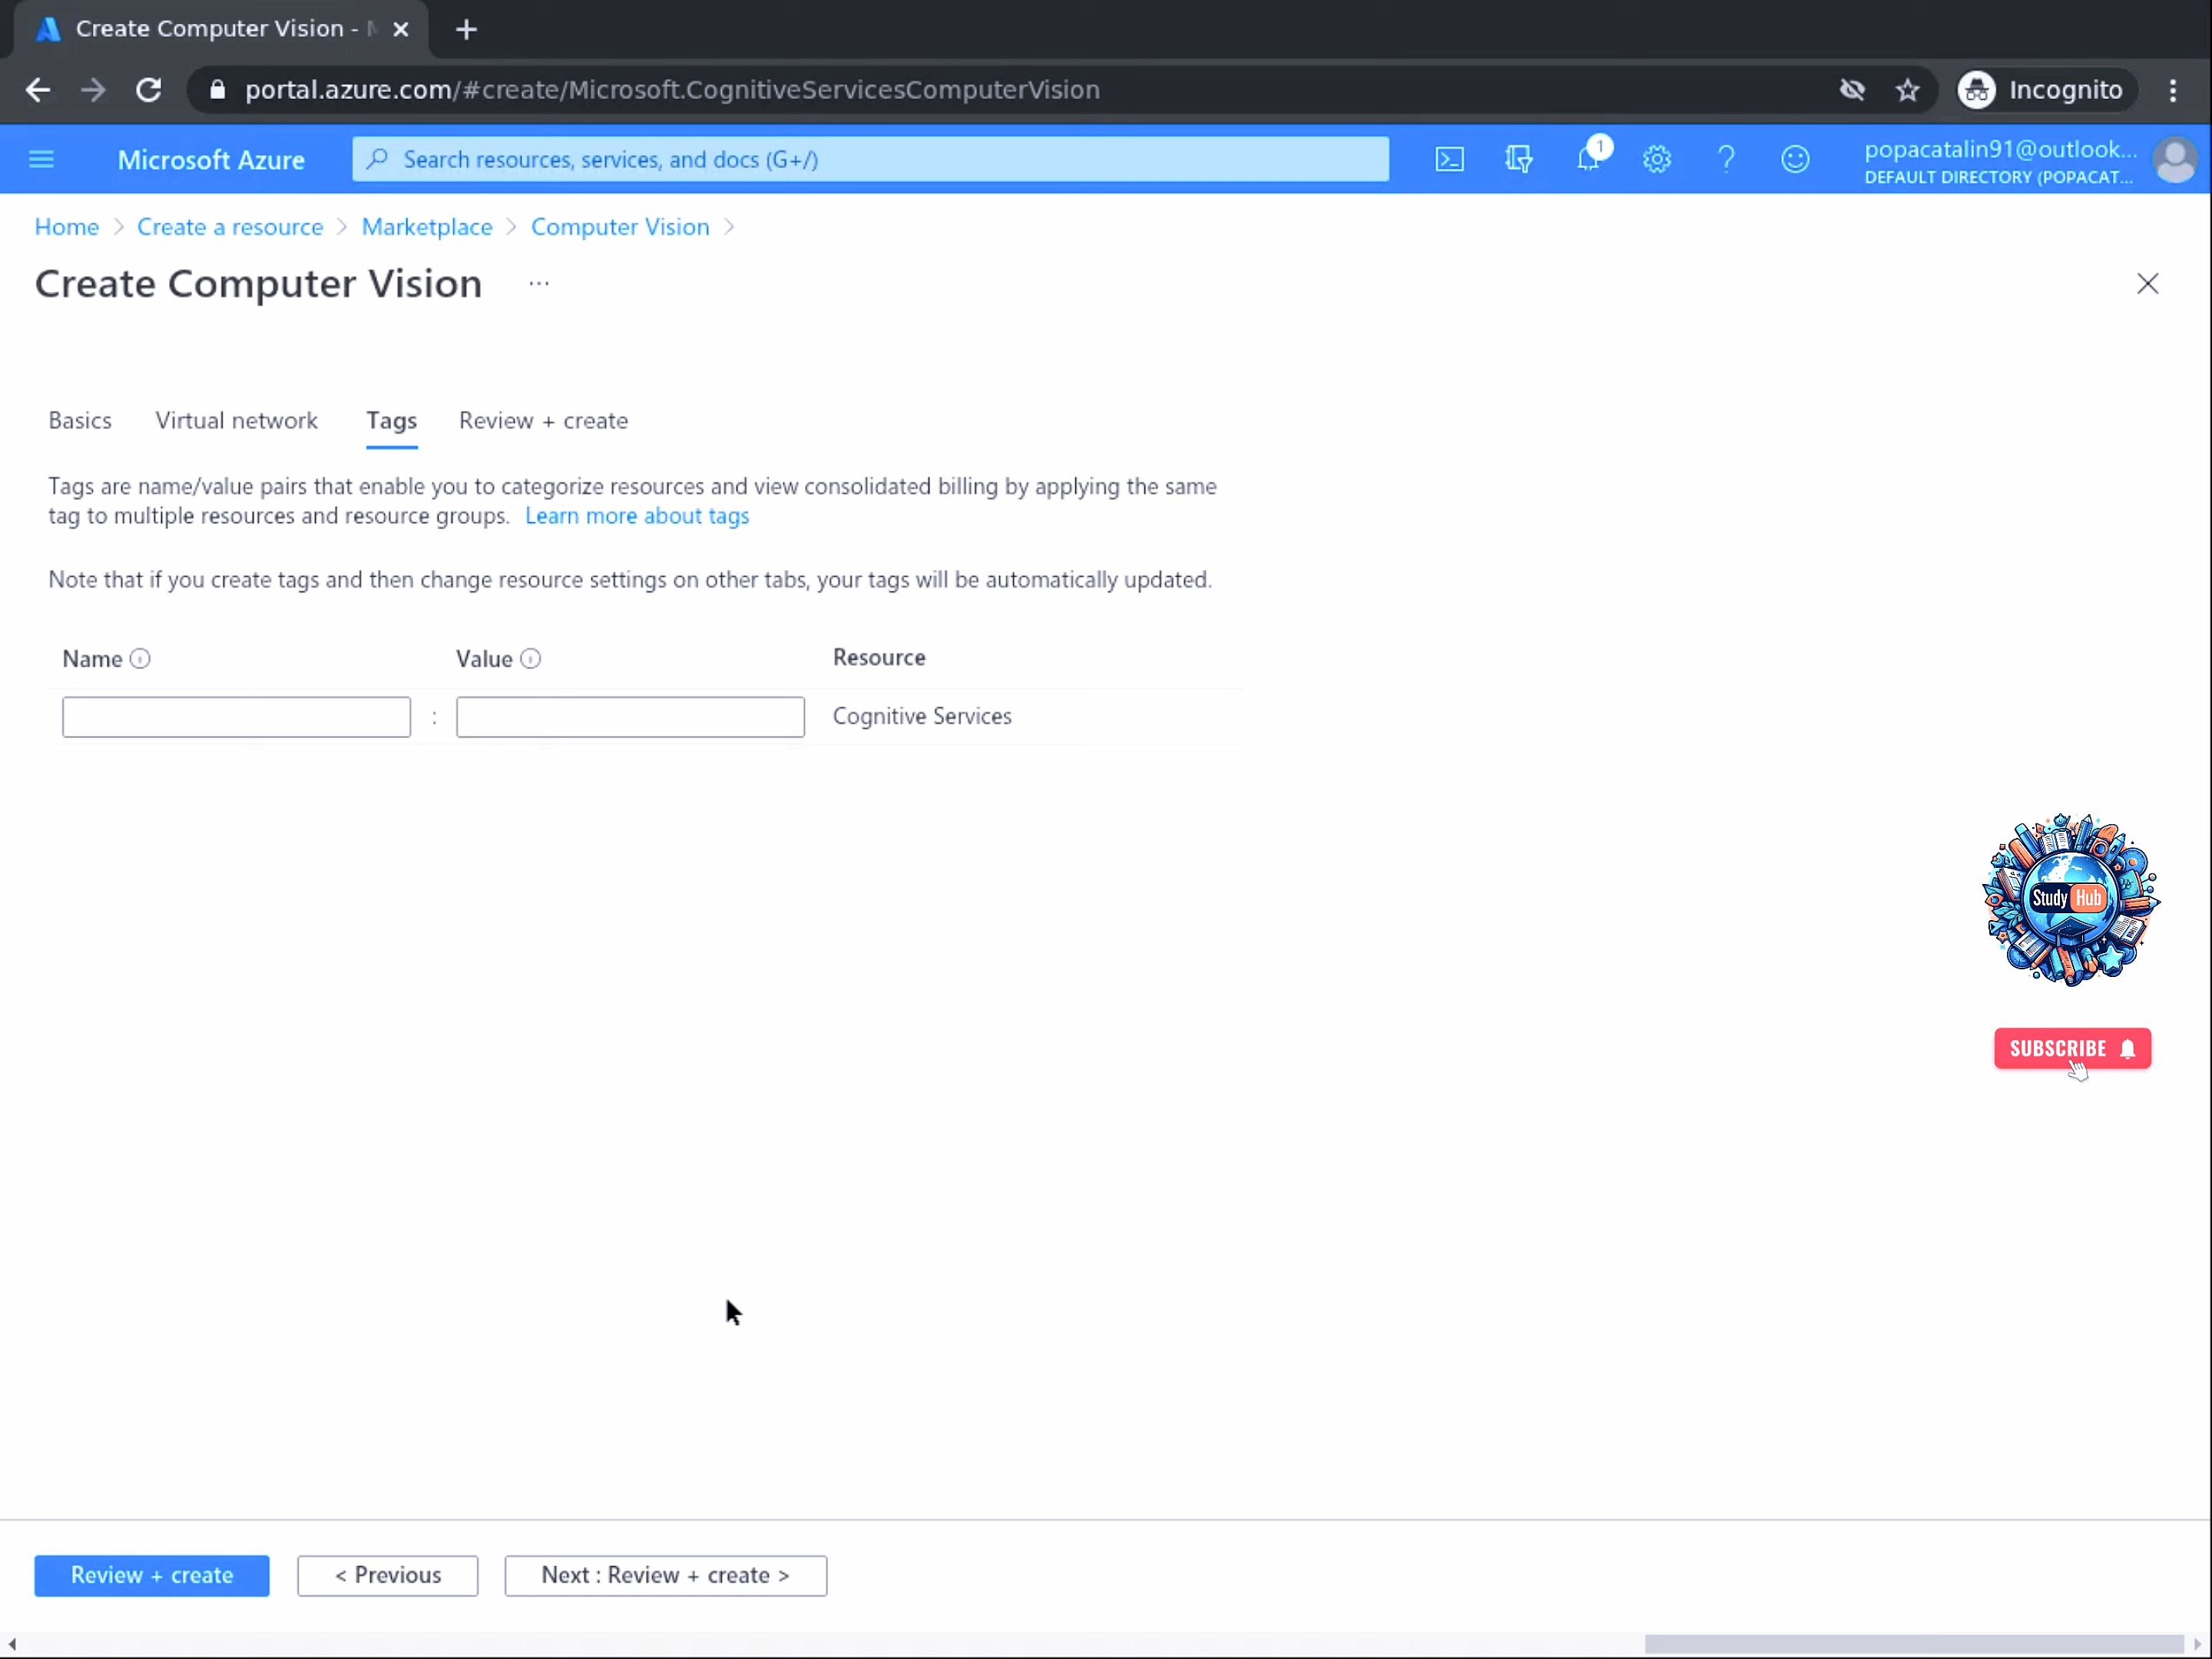 Create Computer Vision -
portal.azure.com/#create/Microsoft.CognitiveServicesComputerVision
Incognito
Microsoft Azure
Search resources, services, and docs (G+/)
1
popacatalin91@outlook...
DEFAULT DIRECTORY (POPACAT...
Home > Create a resource > Marketplace > Computer Vision >
Create Computer Vision ...
Basics Virtual network Tags Review + create
Tags are name/value pairs that enable you to categorize resources and view consolidated billing by applying the same
tag to multiple resources and resource groups. Learn more about tags
Note that if you create tags and then change resource settings on other tabs, your tags will be automatically updated.
Name Value Resource
: Cognitive Services
Study Hub
SUBSCRIBE
Review + create < Previous Next : Review + create >